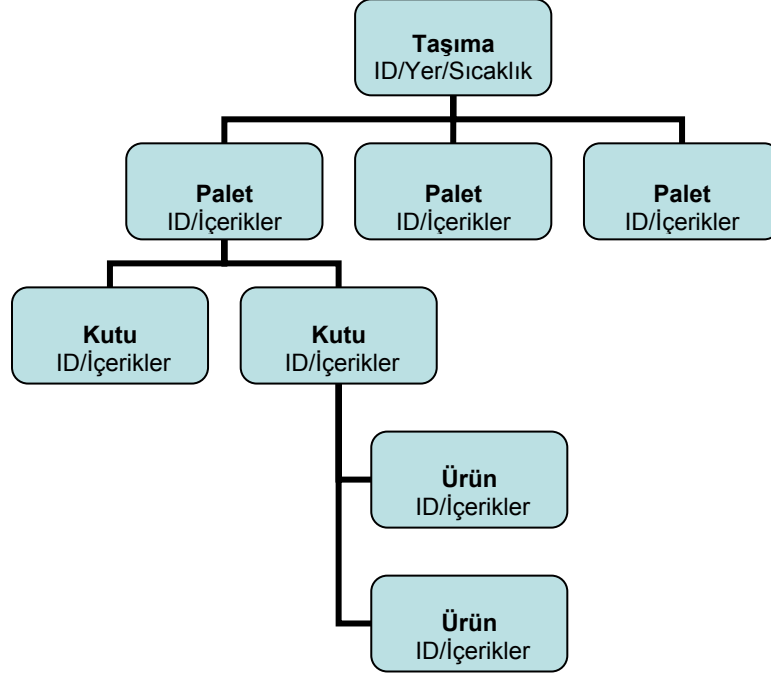 Taşıma
ID/Yer/Sıcaklık
Palet
ID/İçerikler
Palet
ID/İçerikler
Palet
ID/İçerikler
Kutu
ID/İçerikler
Kutu
ID/İçerikler
Ürün
ID/İçerikler
Ürün
ID/İçerikler